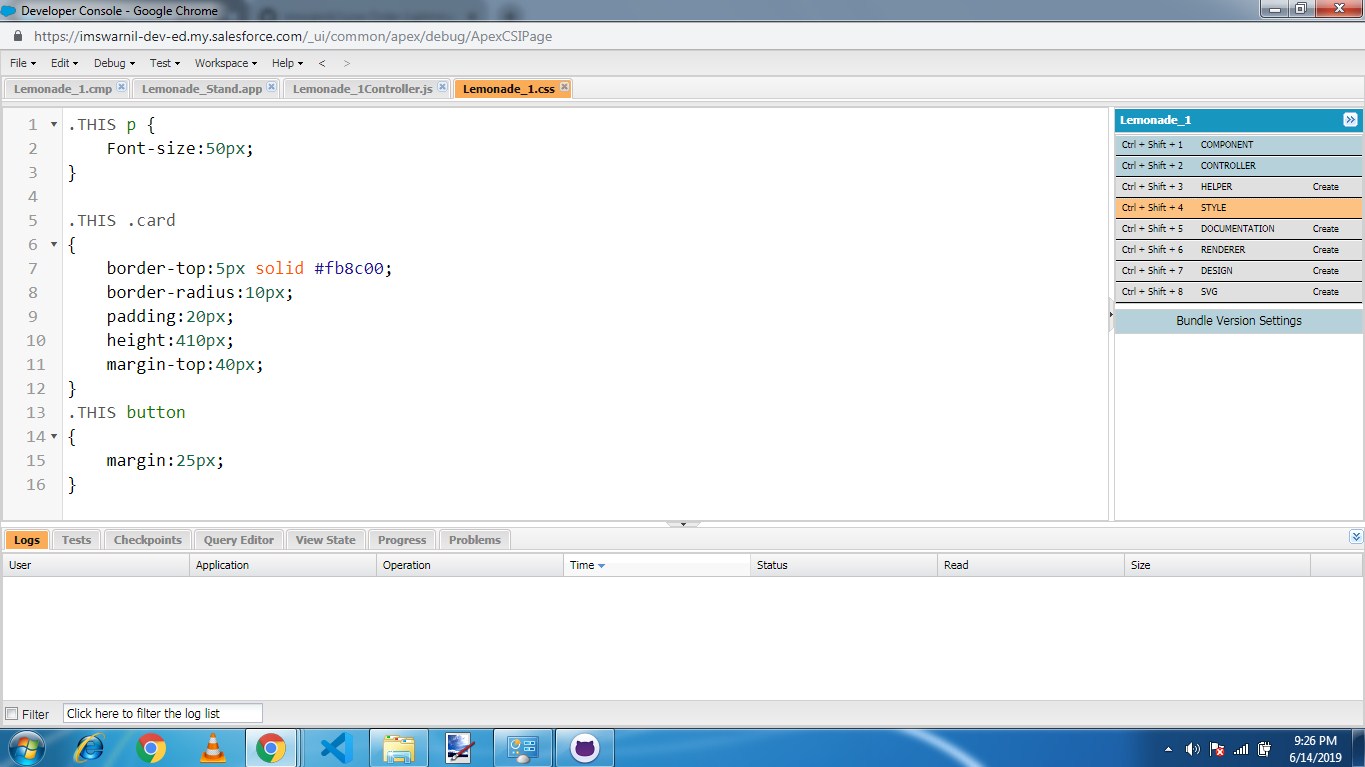 Developer Console - Google Chrome
https://imswarnil-dev-ed.my.salesforce.com/_ui/common/apex/debug/ApexCSIPage
File Edit Debug Test Workspace Help < >
Lemonade_1.cmp Lemonade_Stand.app Lemonade_1Controller.js Lemonade_1.css
1 .THIS p {
2 Font-size:50px;
3 }
4
5 .THIS .card
6 {
7 border-top:5px solid #fb8c00;
8 border-radius:10px;
9 padding:20px;
10 height:410px;
11 margin-top:40px;
12 }
13 .THIS button
14 {
15 margin:25px;
16 }
Lemonade_1
Ctrl + Shift + 1 COMPONENT
Ctrl + Shift + 2 CONTROLLER
Ctrl + Shift + 3 HELPER Create
Ctrl + Shift + 4 STYLE
Ctrl + Shift + 5 DOCUMENTATION Create
Ctrl + Shift + 6 RENDERER Create
Ctrl + Shift + 7 DESIGN Create
Ctrl + Shift + 8 SVG Create
Bundle Version Settings
Logs Tests Checkpoints Query Editor View State Progress Problems
User Application Operation Time Status Read Size
Filter Click here to filter the log list
9:26 PM
6/14/2019